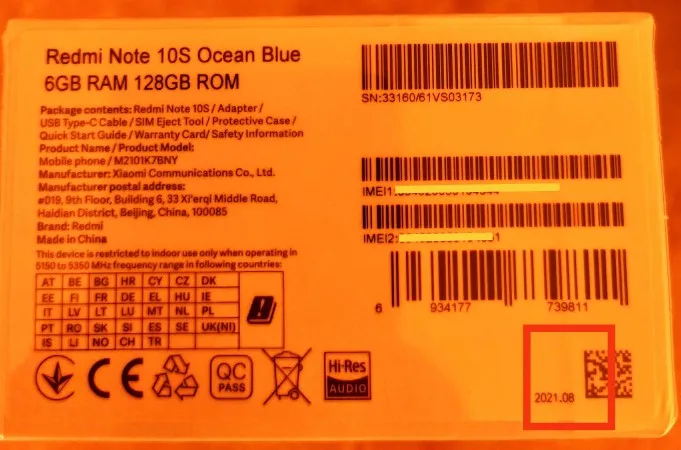 Redmi Note 10S Ocean Blue
6GB RAM 128GB ROM
Package contents: Redmi Note 10S / Adapter /
USB Type-C Cable / SIM Eject Tool / Protective Case /
Quick Start Guide / Warranty Card/ Safety Information
Product Name / Product Model:
Mobile phone / M2101K7BNY
Manufacturer: Xiaomi Communications Co., Ltd.
Manufacturer postal address:
#019, 9th Floor, Building 6, 33 Xi'erqi Middle Road,
Haidian District, Beijing, China, 100085
Brand: Redmi
Made in China
This device is restricted to indoor use only when operating in
5150 to 5350 MHz frequency range in following countries:
AT BE BG HR CY CZ DK
EE FI FR DE EL HU IE
IT LV LT LU MT NL PL
PT RO SK SI ES SE UK(NI)
IS LI NO CH TR
CE
QC
PASS
Hi-Res
AUDIO
SN:33160/61VS03173
IMEI1:
IMEI2:
6 934177 739811
2021.08